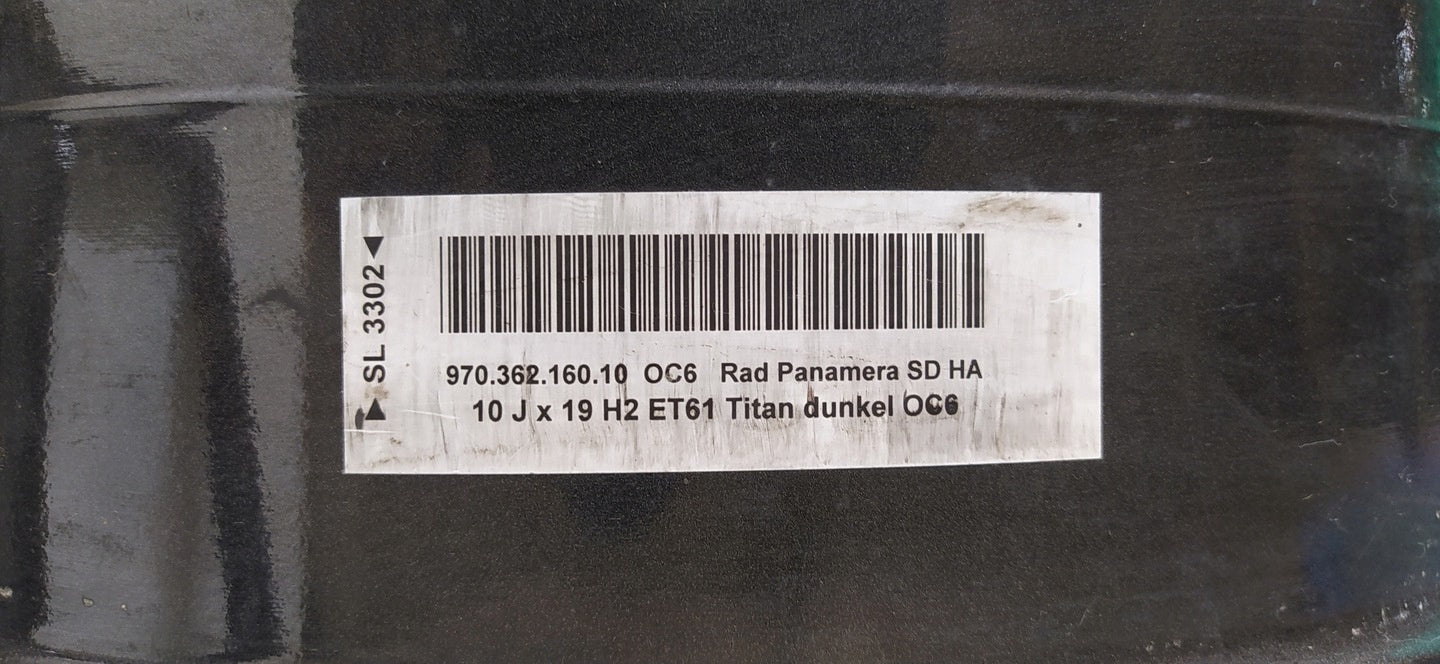 ▶ SL 3302 ◀
970.362.160.10 OC6 Rad Panamera SD HA
10 J x 19 H2 ET61 Titan dunkel OC6